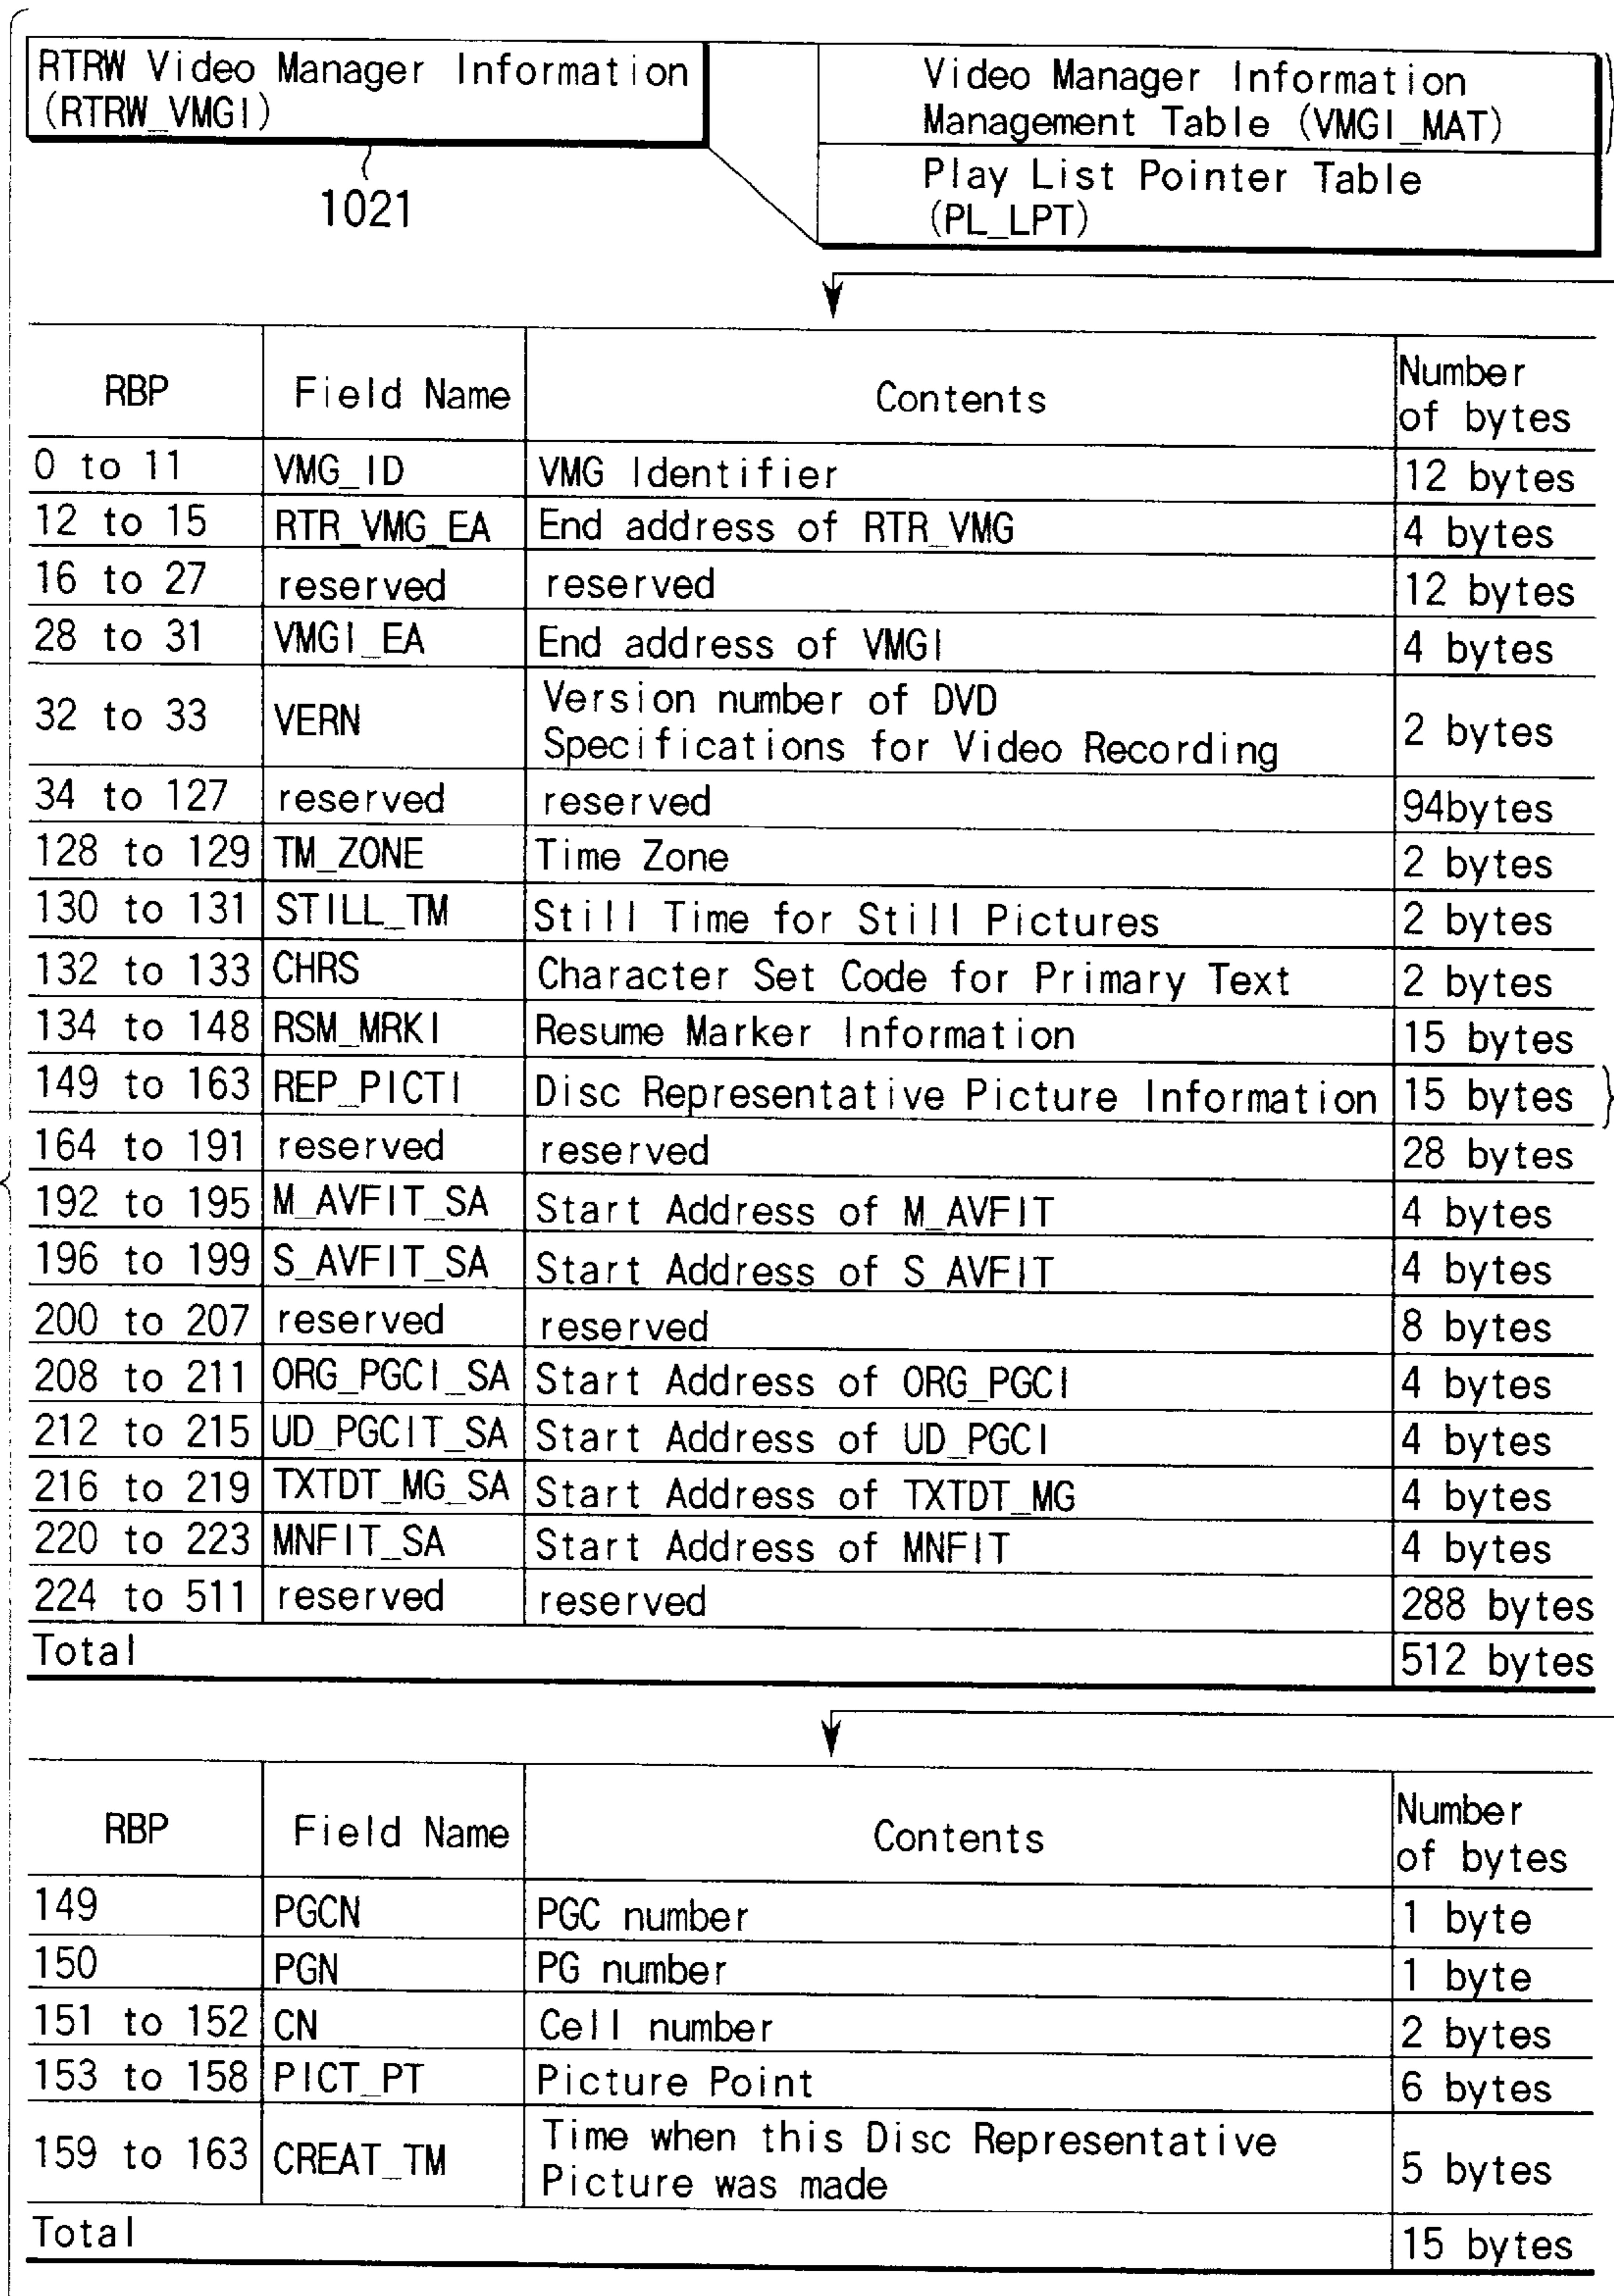 RTRW Video Manager Information
(RTRW_VMGI)
1021
Video Manager Information
Management Table (VMGI_MAT)
Play List Pointer Table
(PL_LPT)
RBP Field Name Contents Number of bytes
0 to 11 VMG_ID VMG Identifier 12 bytes
12 to 15 RTR_VMG_EA End address of RTR_VMG 4 bytes
16 to 27 reserved reserved 12 bytes
28 to 31 VMGI_EA End address of VMGI 4 bytes
32 to 33 VERN Version number of DVD
Specifications for Video Recording 2 bytes
34 to 127 reserved reserved 94bytes
128 to 129 TM_ZONE Time Zone 2 bytes
130 to 131 STILL_TM Still Time for Still Pictures 2 bytes
132 to 133 CHRS Character Set Code for Primary Text 2 bytes
134 to 148 RSM_MRKI Resume Marker Information 15 bytes
149 to 163 REP_PICTI Disc Representative Picture Information 15 bytes
164 to 191 reserved reserved 28 bytes
192 to 195 M_AVFIT_SA Start Address of M_AVFIT 4 bytes
196 to 199 S_AVFIT_SA Start Address of S_AVFIT 4 bytes
200 to 207 reserved reserved 8 bytes
208 to 211 ORG_PGCI_SA Start Address of ORG_PGCI 4 bytes
212 to 215 UD_PGCIT_SA Start Address of UD_PGCI 4 bytes
216 to 219 TXTDT_MG_SA Start Address of TXTDT_MG 4 bytes
220 to 223 MNFIT_SA Start Address of MNFIT 4 bytes
224 to 511 reserved reserved 288 bytes
Total 512 bytes
RBP Field Name Contents Number of bytes
149 PGCN PGC number 1 byte
150 PGN PG number 1 byte
151 to 152 CN Cell number 2 bytes
153 to 158 PICT_PT Picture Point 6 bytes
159 to 163 CREAT_TM Time when this Disc Representative
Picture was made 5 bytes
Total 15 bytes